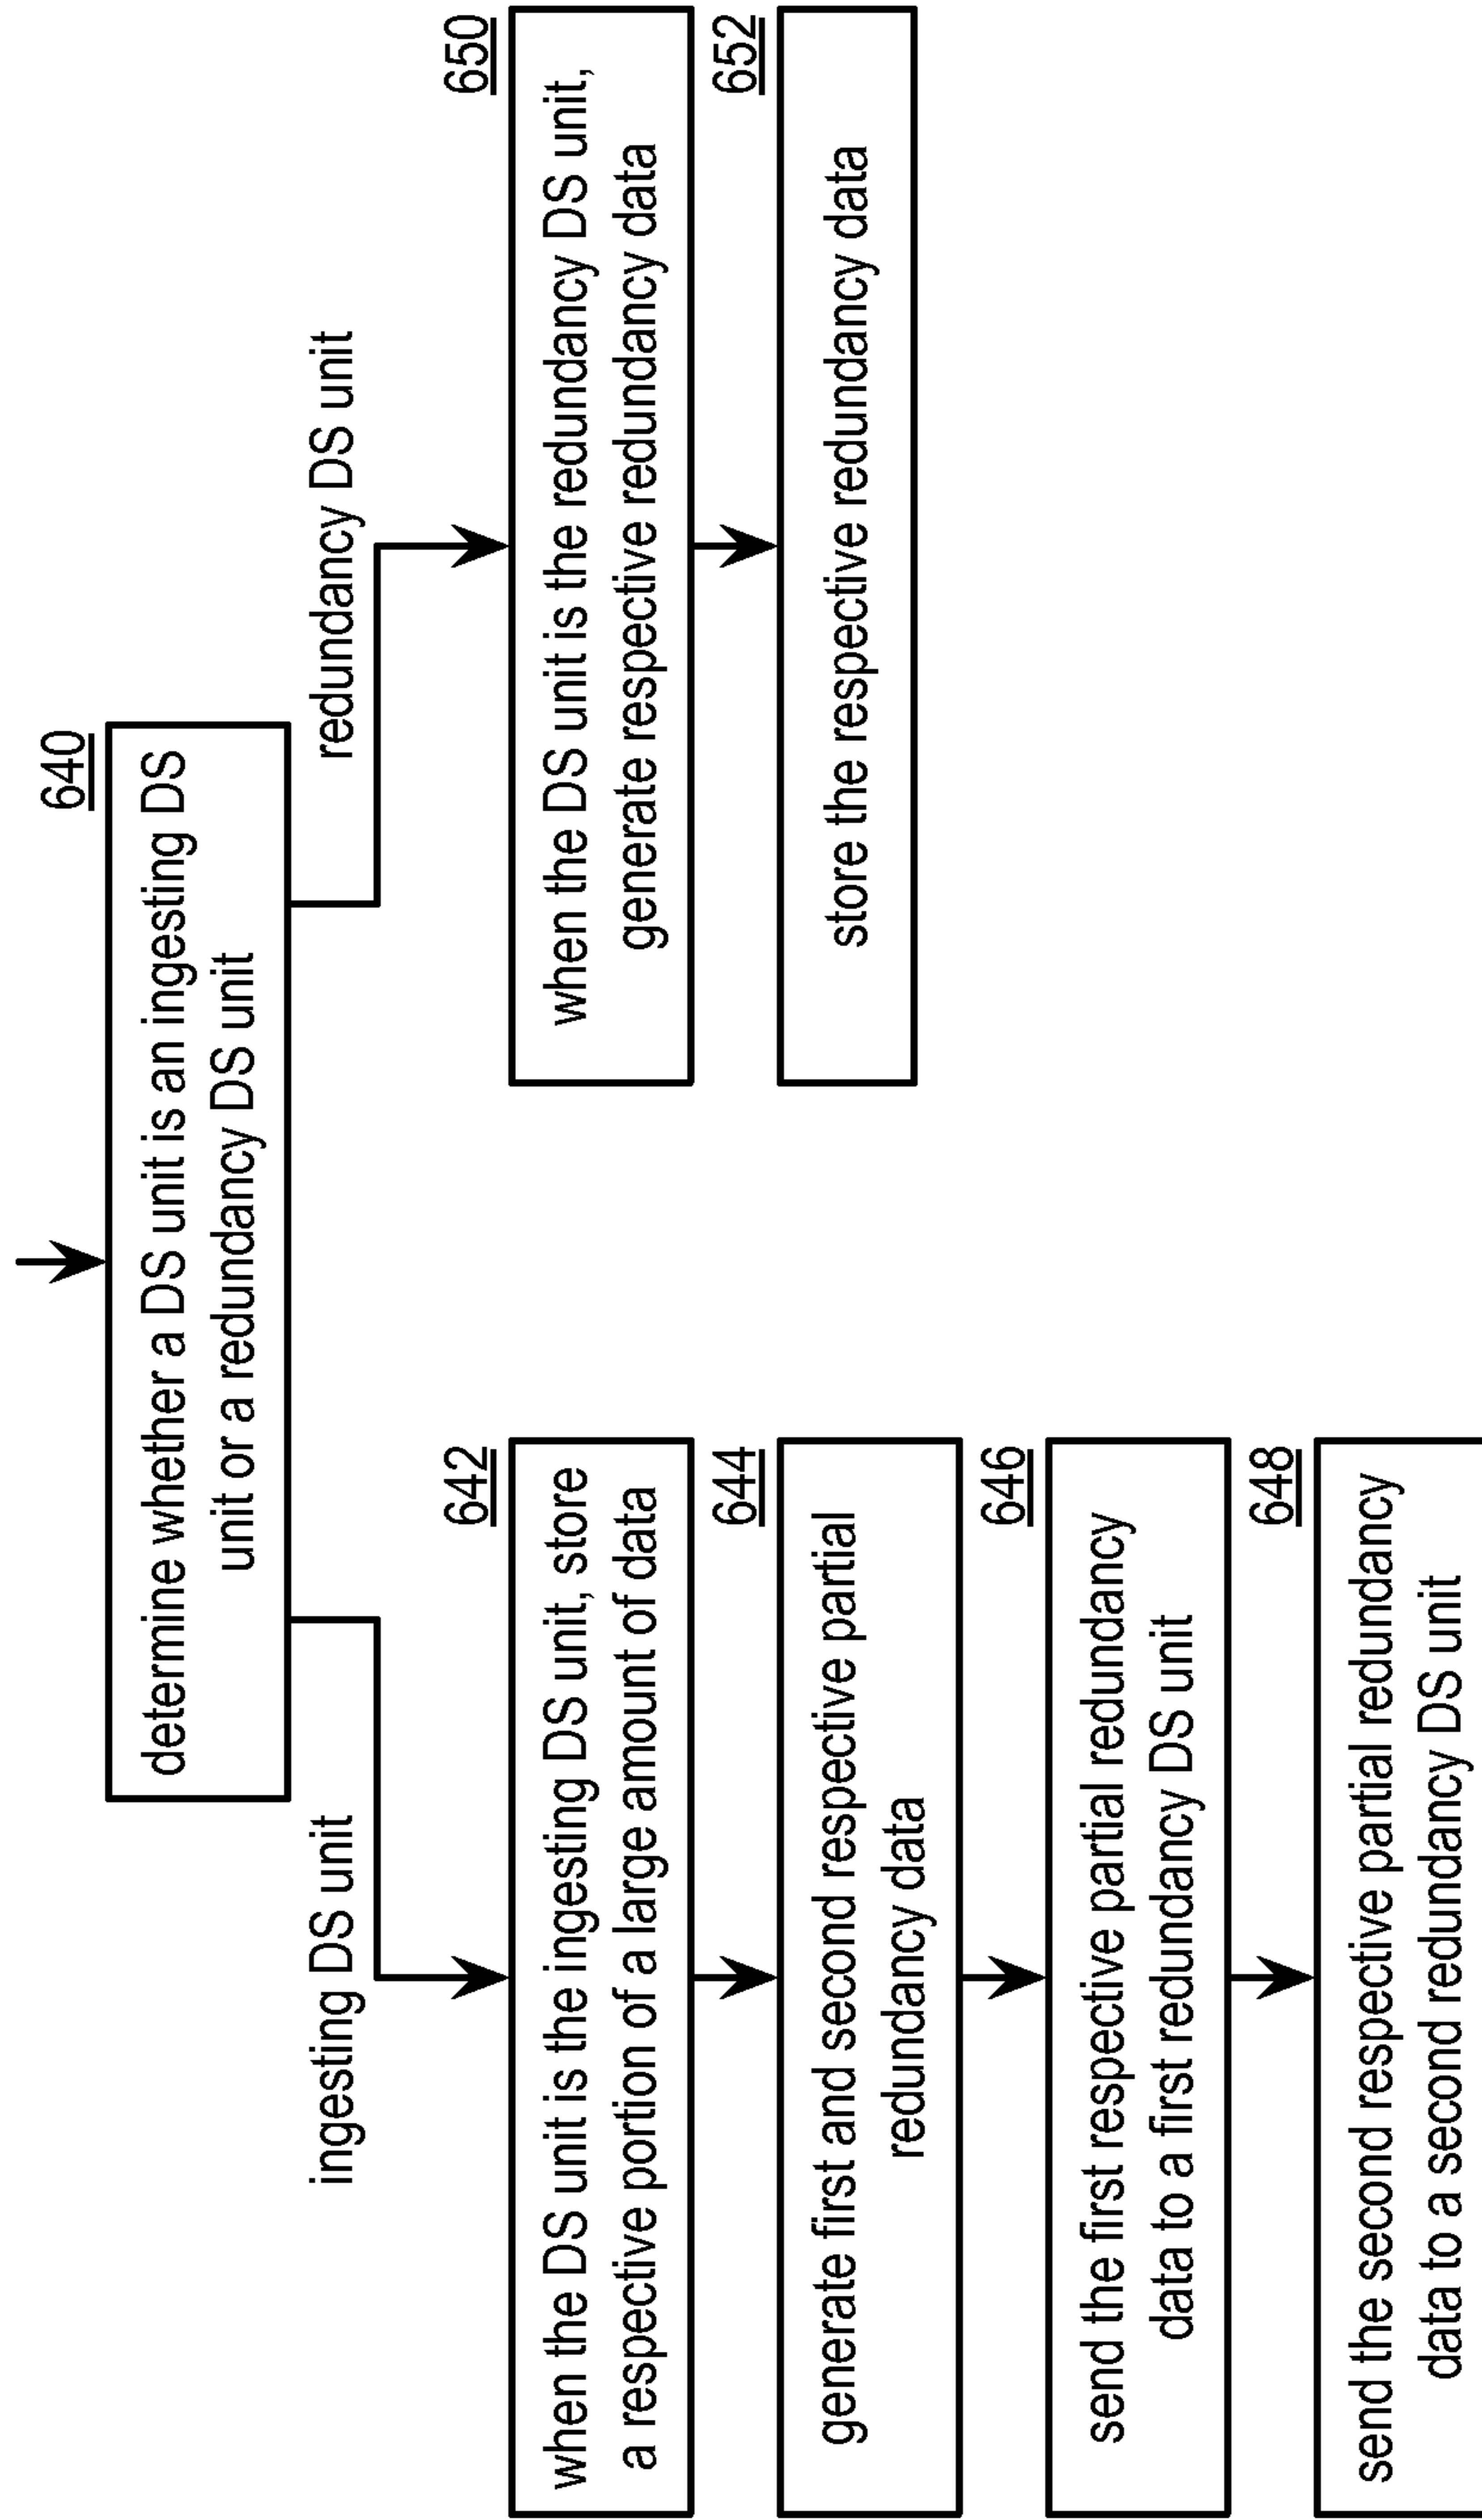 640
determine whether a DS unit is an ingesting DS
unit or a redundancy DS unit
ingesting DS unit
redundancy DS unit
642
when the DS unit is the ingesting DS unit, store
a respective portion of a large amount of data
644
generate first and second respective partial
redundancy data
646
send the first respective partial redundancy
data to a first redundancy DS unit
648
send the second respective partial redundancy
data to a second redundancy DS unit
650
when the DS unit is the redundancy DS unit,
generate respective redundancy data
652
store the respective redundancy data